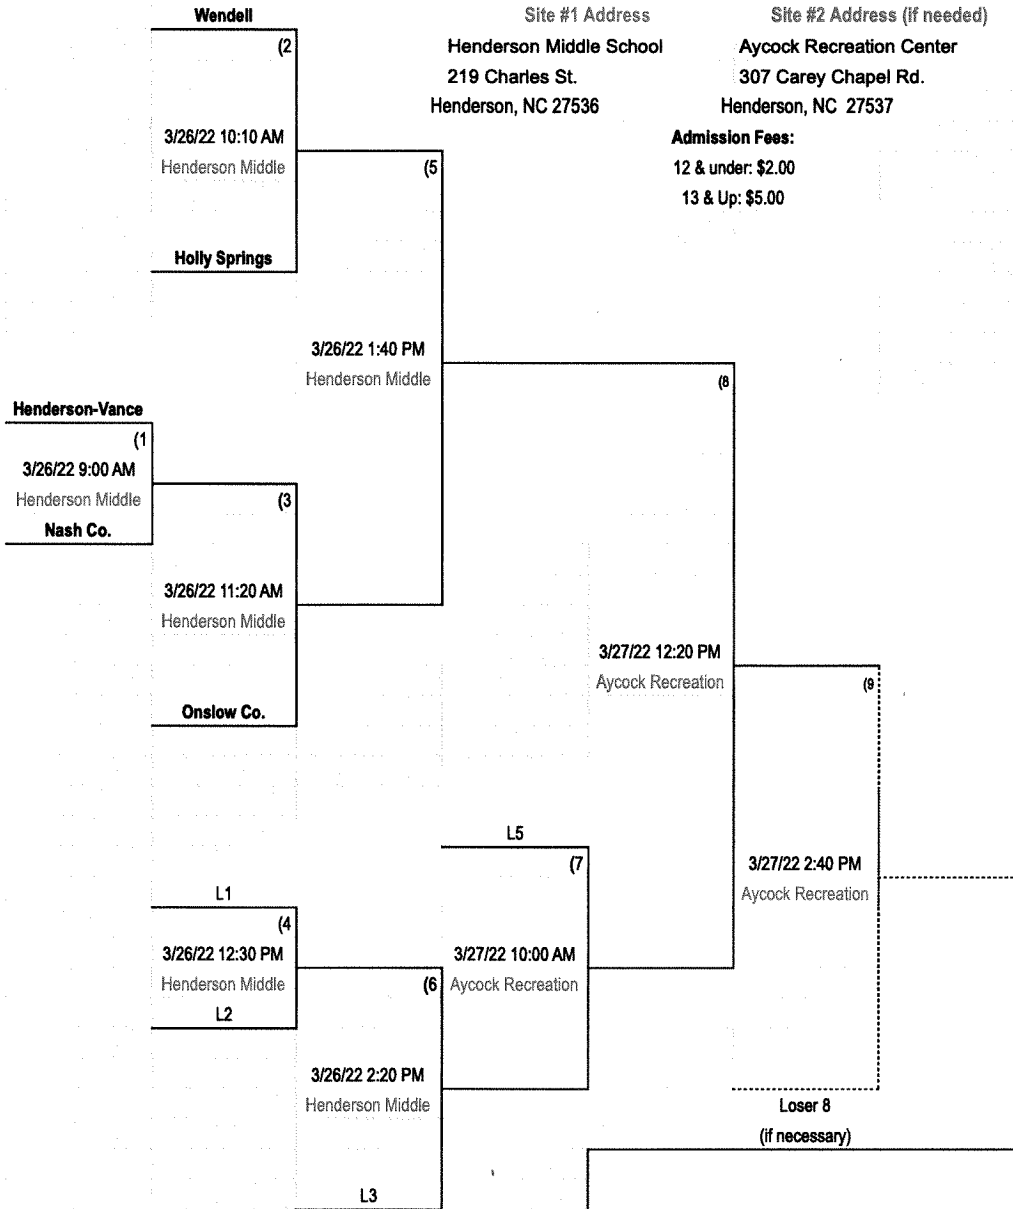 Wendell
Site #1 Address
Site #2 Address (if needed)
(2
Henderson Middle School
Aycock Recreation Center
219 Charles St.
307 Carey Chapel Rd.
Henderson, NC 27536
Henderson, NC 27537
3/26/22 10:10 AM
Henderson Middle
Admission Fees:
12 & under: $2.00
13 & Up: $5.00
(5
Holly Springs
3/26/22 1:40 PM
Henderson Middle
(8
Henderson-Vance
(1
3/26/22 9:00 AM
Henderson Middle
Nash Co.
(3
3/26/22 11:20 AM
Henderson Middle
3/27/22 12:20 PM
Aycock Recreation
(9
Onslow Co.
L5
(7
3/27/22 2:40 PM
Aycock Recreation
L1
(4
3/26/22 12:30 PM
Henderson Middle
L2
3/27/22 10:00 AM
Aycock Recreation
(6
3/26/22 2:20 PM
Henderson Middle
Loser 8
(if necessary)
L3